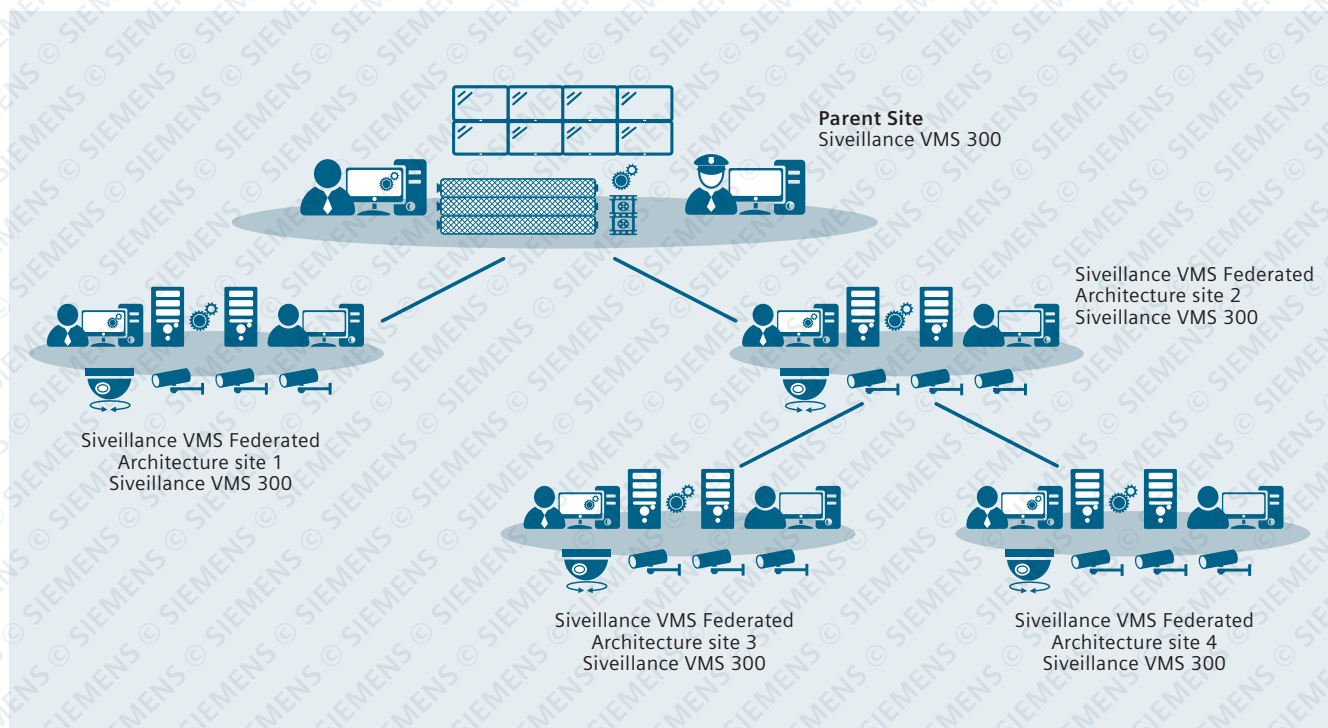 Parent Site
Siveillance VMS 300
Siveillance VMS Federated
Architecture site 2
Siveillance VMS 300
Siveillance VMS Federated
Architecture site 1
Siveillance VMS 300
Siveillance VMS Federated
Architecture site 3
Siveillance VMS 300
Siveillance VMS Federated
Architecture site 4
Siveillance VMS 300
© SIEMENS